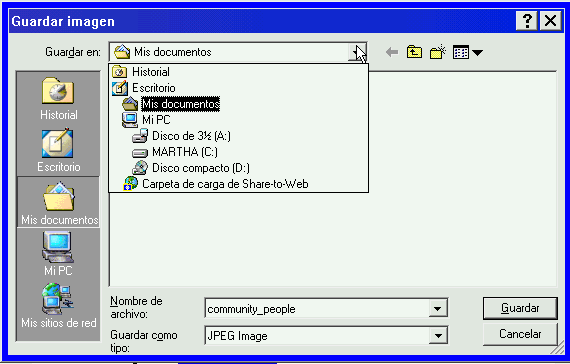 Guardar imagen
Guardar en:
Mis documentos
Historial
Escritorio
Mis documentos
Mi PC
Disco de 3½ (A:)
MARTHA (C:)
Disco compacto (D:)
Carpeta de carga de Share-to-Web
Historial
Escritorio
Mis documentos
Mi PC
Mis sitios de red
Nombre de
archivo:
community_people
Guardar
Guardar como
tipo:
JPEG Image
Cancelar